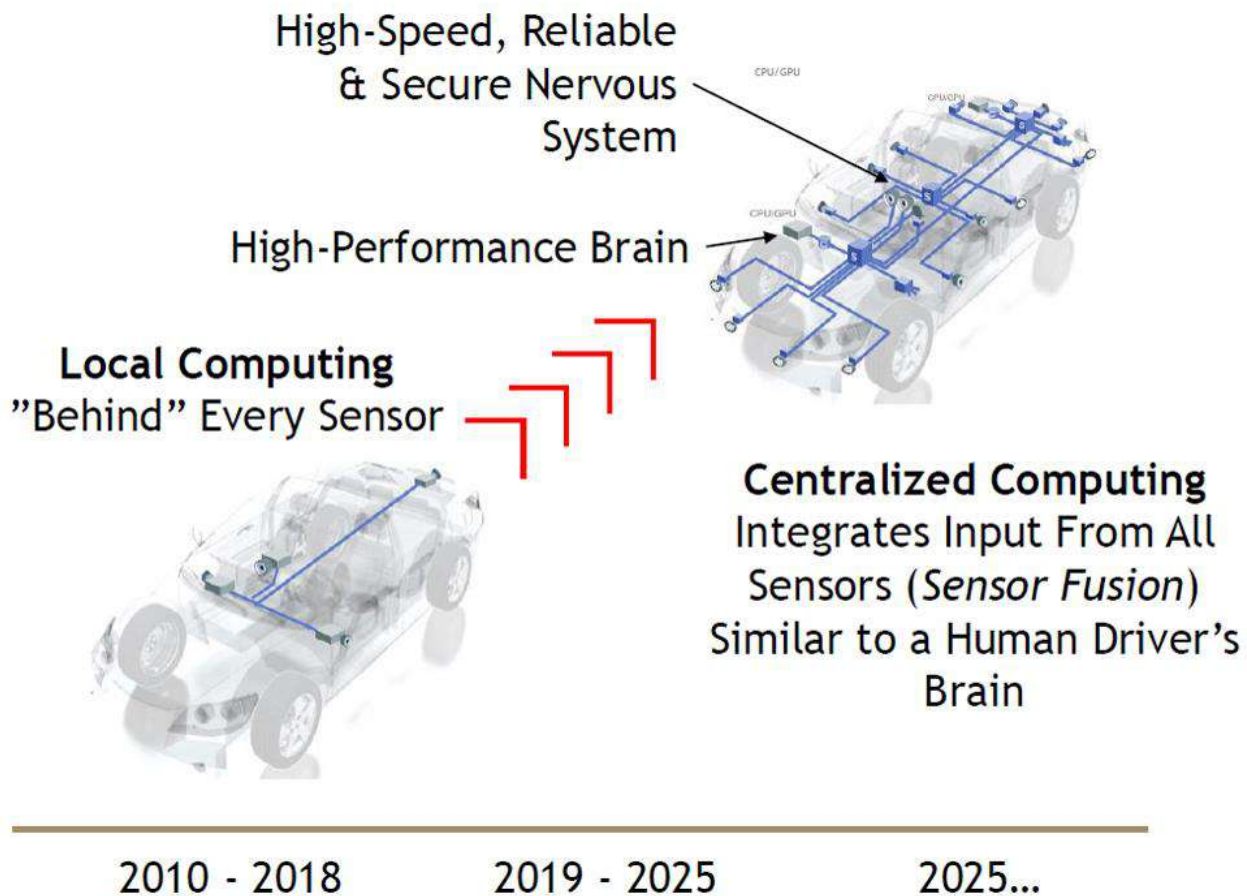 High-Speed, Reliable
& Secure Nervous
System
CPU/GPU
CPU/GPU
CPU/GPU
High-Performance Brain
S
S
S
Local Computing
”Behind” Every Sensor
Centralized Computing
Integrates Input From All
Sensors (Sensor Fusion)
Similar to a Human Driver’s
Brain
2010 - 2018
2019 - 2025
2025...